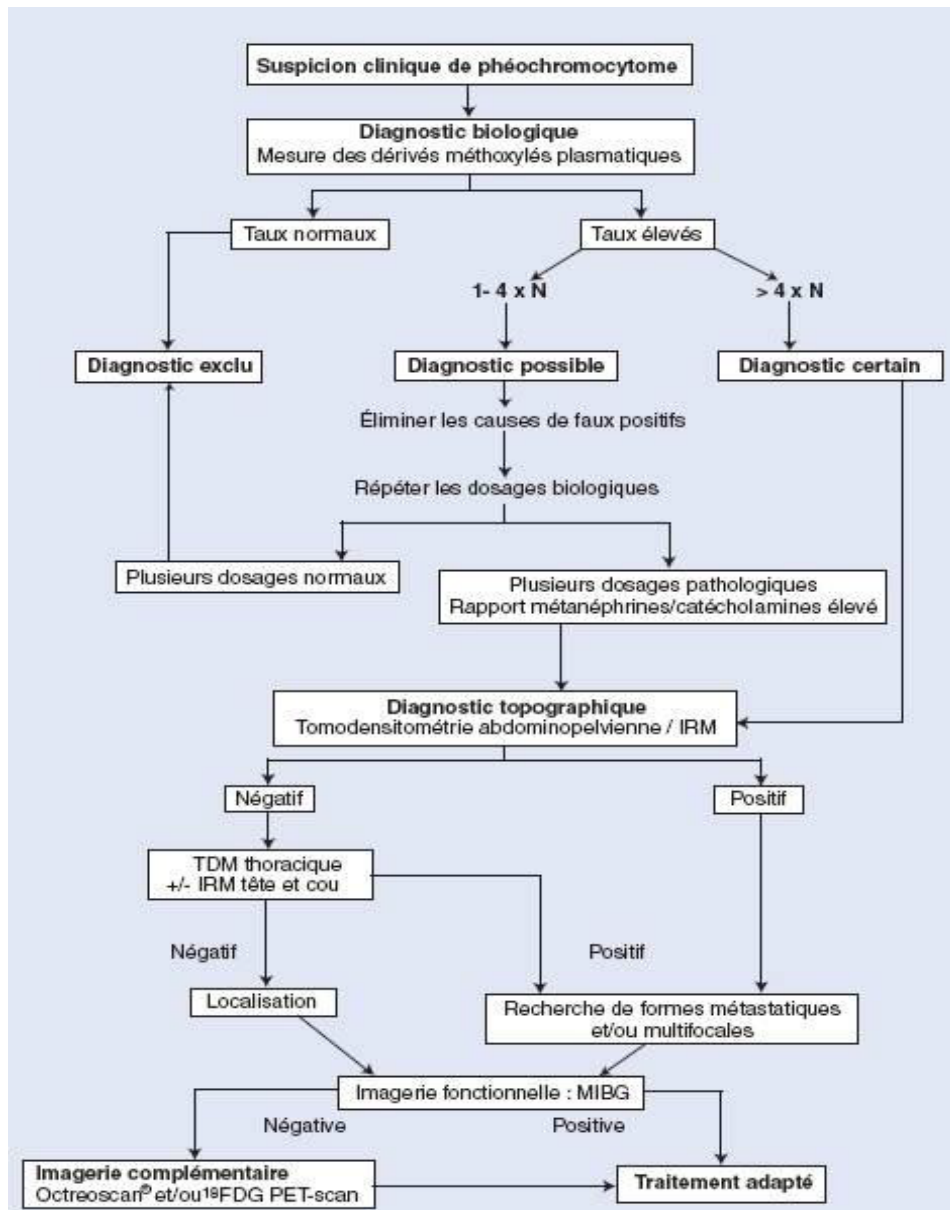 Suspicion clinique de phéochromocytome
Diagnostic biologique
Mesure des dérivés méthoxylés plasmatiques
Taux normaux
Taux élevés
1- 4 x N
> 4 x N
Diagnostic exclu
Diagnostic possible
Diagnostic certain
Éliminer les causes de faux positifs
Répéter les dosages biologiques
Plusieurs dosages normaux
Plusieurs dosages pathologiques
Rapport métanéphrines/catécholamines élevé
Diagnostic topographique
Tomodensitométrie abdominopelvienne / IRM
Négatif
Positif
TDM thoracique
+/- IRM tête et cou
Négatif
Positif
Localisation
Recherche de formes métastatiques
et/ou multifocales
Imagerie fonctionnelle : MIBG
Négative
Positive
Imagerie complémentaire
Octreoscan® et/ou ¹⁸FDG PET-scan
Traitement adapté